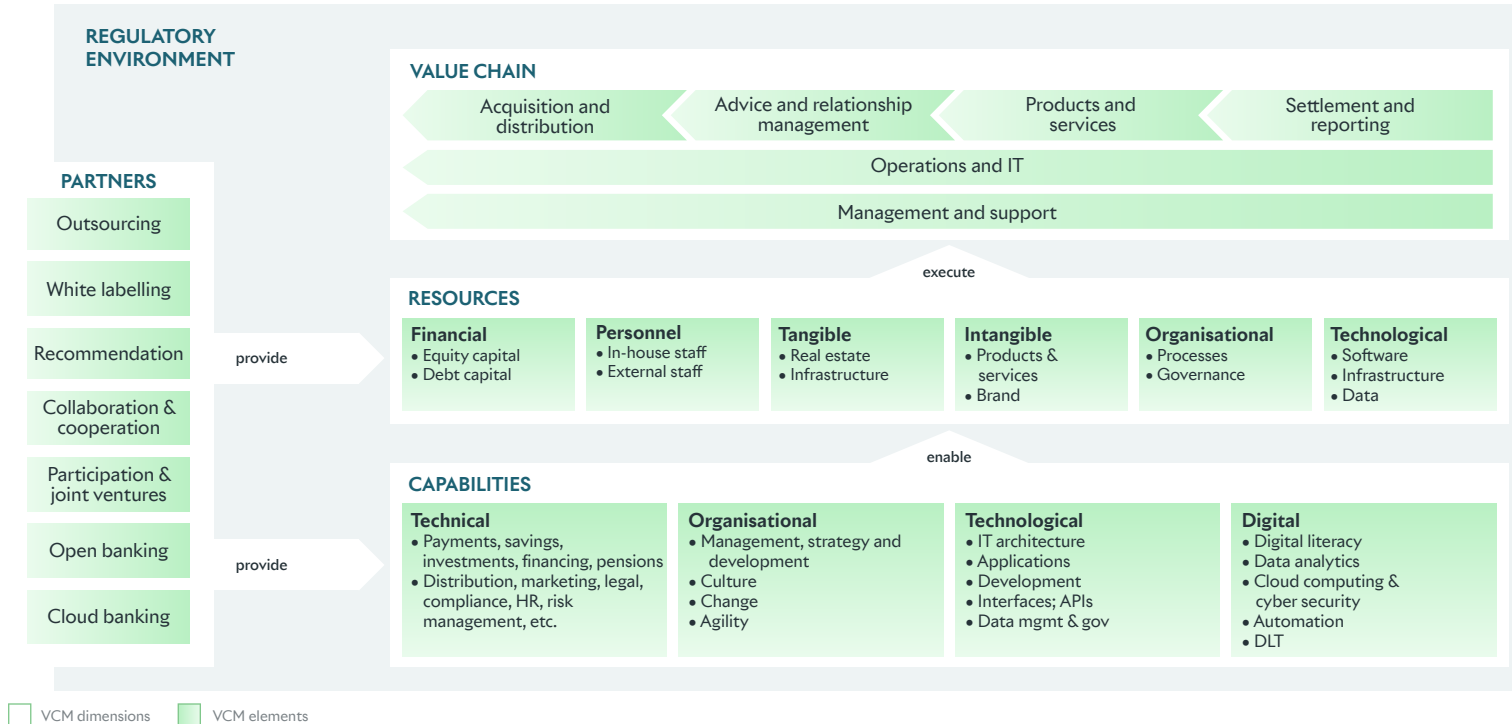 REGULATORY
ENVIRONMENT
VALUE CHAIN
Acquisition and
distribution
Advice and relationship
management
Products and
services
Settlement and
reporting
Operations and IT
Management and support
PARTNERS
Outsourcing
White labelling
Recommendation
Collaboration &
cooperation
Participation &
joint ventures
Open banking
Cloud banking
provide
provide
execute
RESOURCES
Financial
• Equity capital
• Debt capital
Personnel
• In-house staff
• External staff
Tangible
• Real estate
• Infrastructure
Intangible
• Products &
services
• Brand
Organisational
• Processes
• Governance
Technological
• Software
• Infrastructure
• Data
enable
CAPABILITIES
Technical
• Payments, savings,
investments, financing, pensions
• Distribution, marketing, legal,
compliance, HR, risk
management, etc.
Organisational
• Management, strategy and
development
• Culture
• Change
• Agility
Technological
• IT architecture
• Applications
• Development
• Interfaces; APIs
• Data mgmt & gov
Digital
• Digital literacy
• Data analytics
• Cloud computing &
cyber security
• Automation
• DLT
VCM dimensions
VCM elements